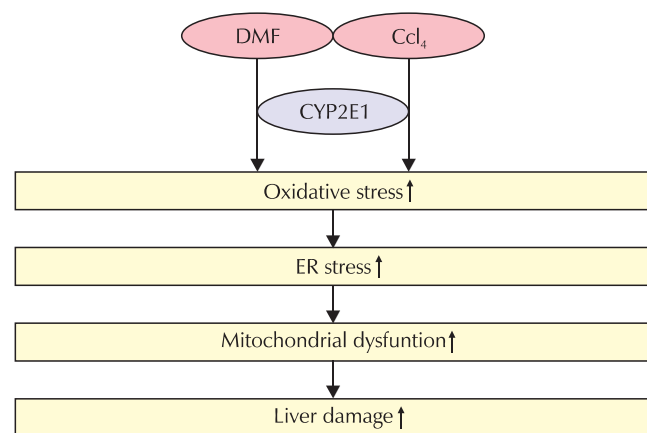 DMF
Ccl₄
CYP2E1
Oxidative stress↑
ER stress↑
Mitochondrial dysfuntion↑
Liver damage↑